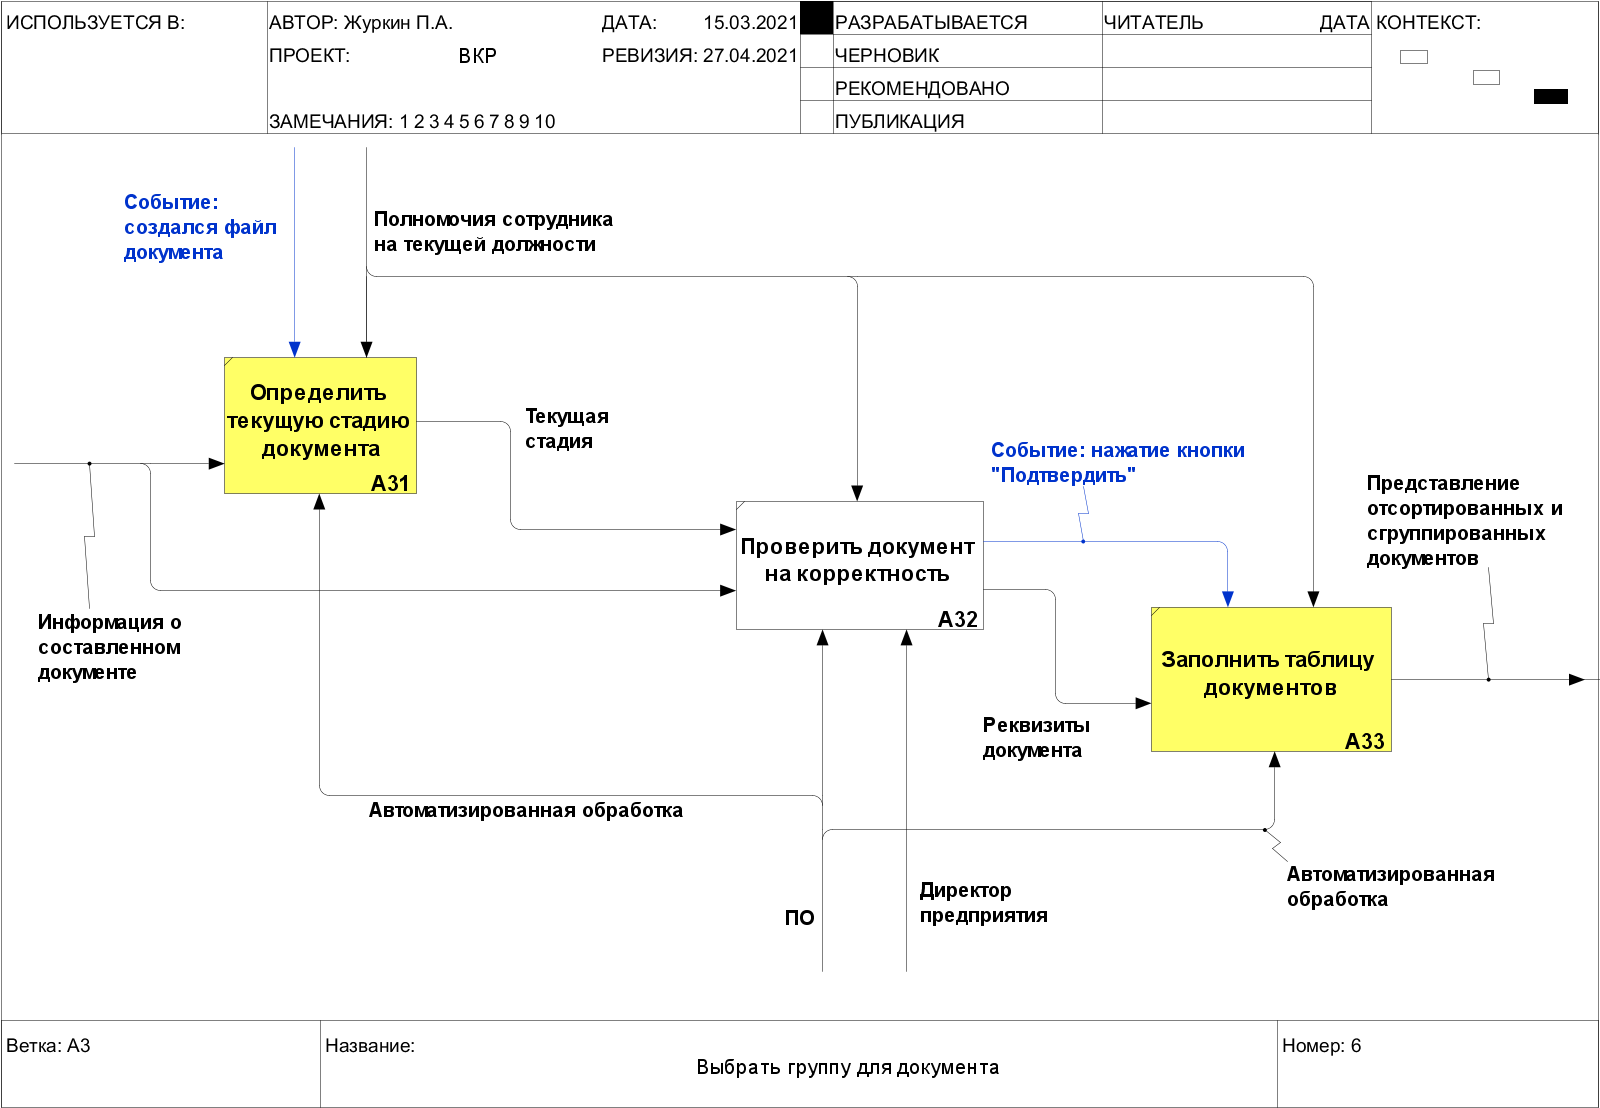 ИСПОЛЬЗУЕТСЯ В:
АВТОР: Журкин П.А.
ДАТА: 15.03.2021
ПРОЕКТ: ВКР
РЕВИЗИЯ: 27.04.2021
ЗАМЕЧАНИЯ: 1 2 3 4 5 6 7 8 9 10
РАЗРАБАТЫВАЕТСЯ
ЧЕРНОВИК
РЕКОМЕНДОВАНО
ПУБЛИКАЦИЯ
ЧИТАТЕЛЬ
ДАТА
КОНТЕКСТ:
Событие:
создался файл
документа
Полномочия сотрудника
на текущей должности
Определить
текущую стадию
документа
A31
Текущая
стадия
Событие: нажатие кнопки
"Подтвердить"
Представление
отсортированных и
сгруппированных
документов
Проверить документ
на корректность
A32
Информация о
составленном
документе
Заполнить таблицу
документов
A33
Реквизиты
документа
Автоматизированная обработка
Автоматизированная
обработка
Директор
предприятия
ПО
Ветка: A3
Название:
Выбрать группу для документа
Номер: 6